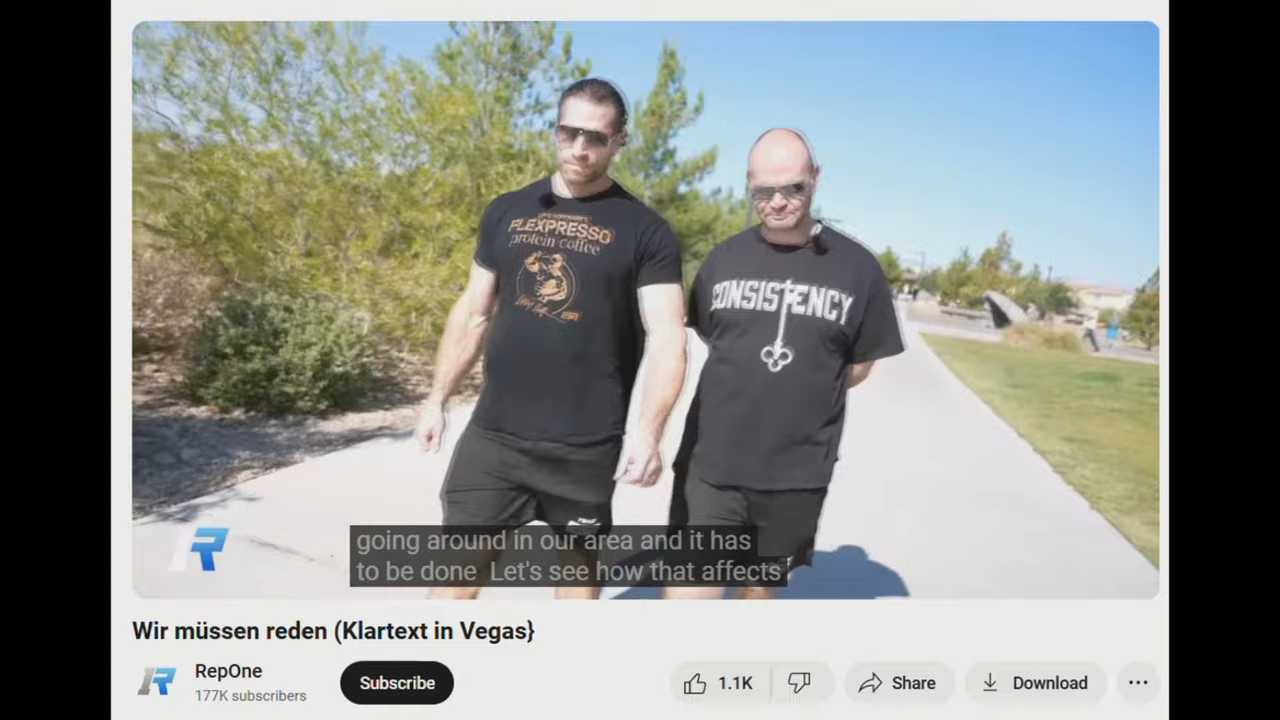 FLEXPRESSO
protein coffee
CONSISTENCY
going around in our area and it has
to be done Let's see how that affects
Wir müssen reden (Klartext in Vegas}
RepOne
177K subscribers
Subscribe
1.1K
Share
Download